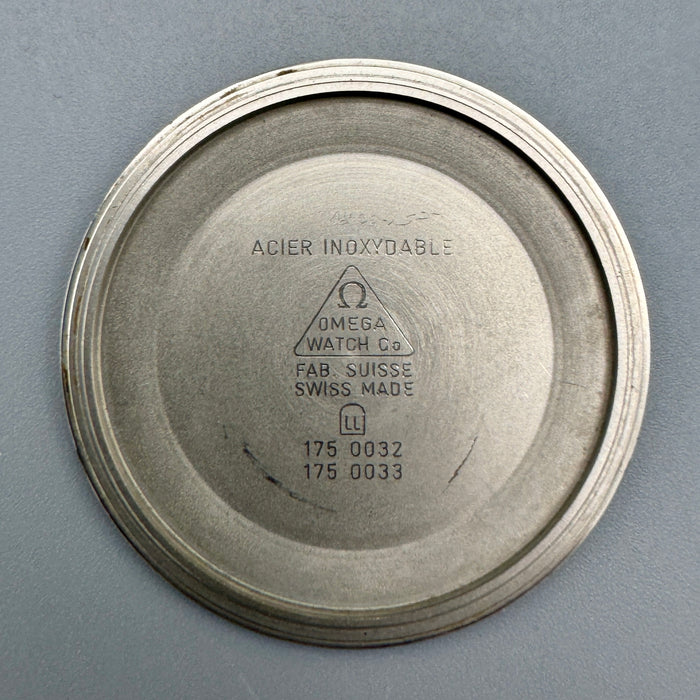 ACIER INOXYDABLE
Ω
OMEGA
WATCH Co
FAB. SUISSE
SWISS MADE
LL
175 0032
175 0033